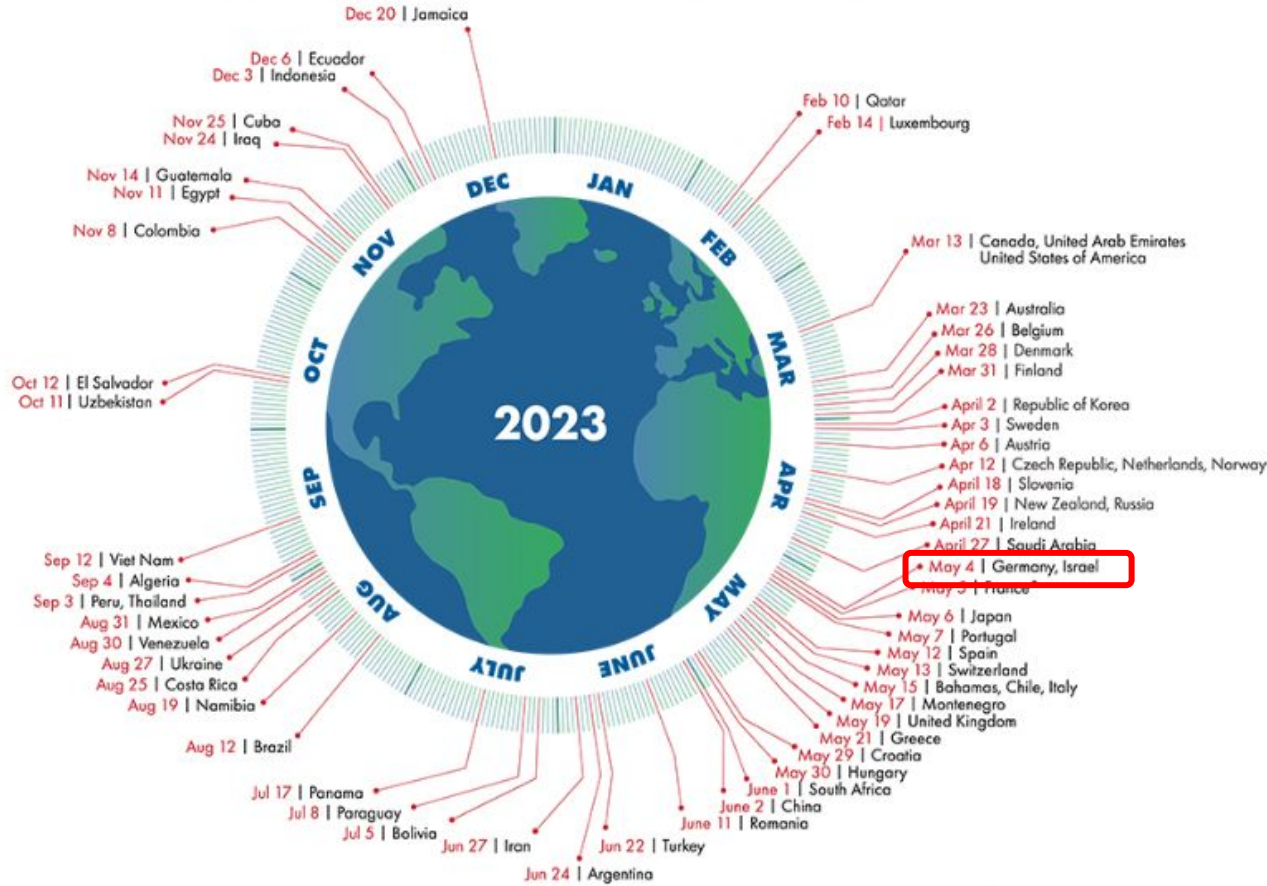 Dec 20 | Jamaica
Dec 6 | Ecuador
Dec 3 | Indonesia
Nov 25 | Cuba
Nov 24 | Iraq
Nov 14 | Guatemala
Nov 11 | Egypt
Nov 8 | Colombia
Oct 12 | El Salvador
Oct 11 | Uzbekistan
Sep 12 | Viet Nam
Sep 4 | Algeria
Sep 3 | Peru, Thailand
Aug 31 | Mexico
Aug 30 | Venezuela
Aug 27 | Ukraine
Aug 25 | Costa Rica
Aug 19 | Namibia
Aug 12 | Brazil
Jul 17 | Panama
Jul 8 | Paraguay
Jul 5 | Bolivia
Jun 27 | Iran
Jun 24 | Argentina
Jun 22 | Turkey
Feb 10 | Qatar
Feb 14 | Luxembourg
Mar 13 | Canada, United Arab Emirates
United States of America
Mar 23 | Australia
Mar 26 | Belgium
Mar 28 | Denmark
Mar 31 | Finland
April 2 | Republic of Korea
Apr 3 | Sweden
Apr 6 | Austria
Apr 12 | Czech Republic, Netherlands, Norway
April 18 | Slovenia
April 19 | New Zealand, Russia
April 21 | Ireland
April 27 | Saudi Arabia
May 4 | Germany, Israel
May 5 | France
May 6 | Japan
May 7 | Portugal
May 12 | Spain
May 13 | Switzerland
May 15 | Bahamas, Chile, Italy
May 17 | Montenegro
May 19 | United Kingdom
May 21 | Greece
May 29 | Croatia
May 30 | Hungary
June 1 | South Africa
June 2 | China
June 11 | Romania
JAN
FEB
MAR
APR
MAY
JUNE
JULY
AUG
SEP
OCT
NOV
DEC
2023